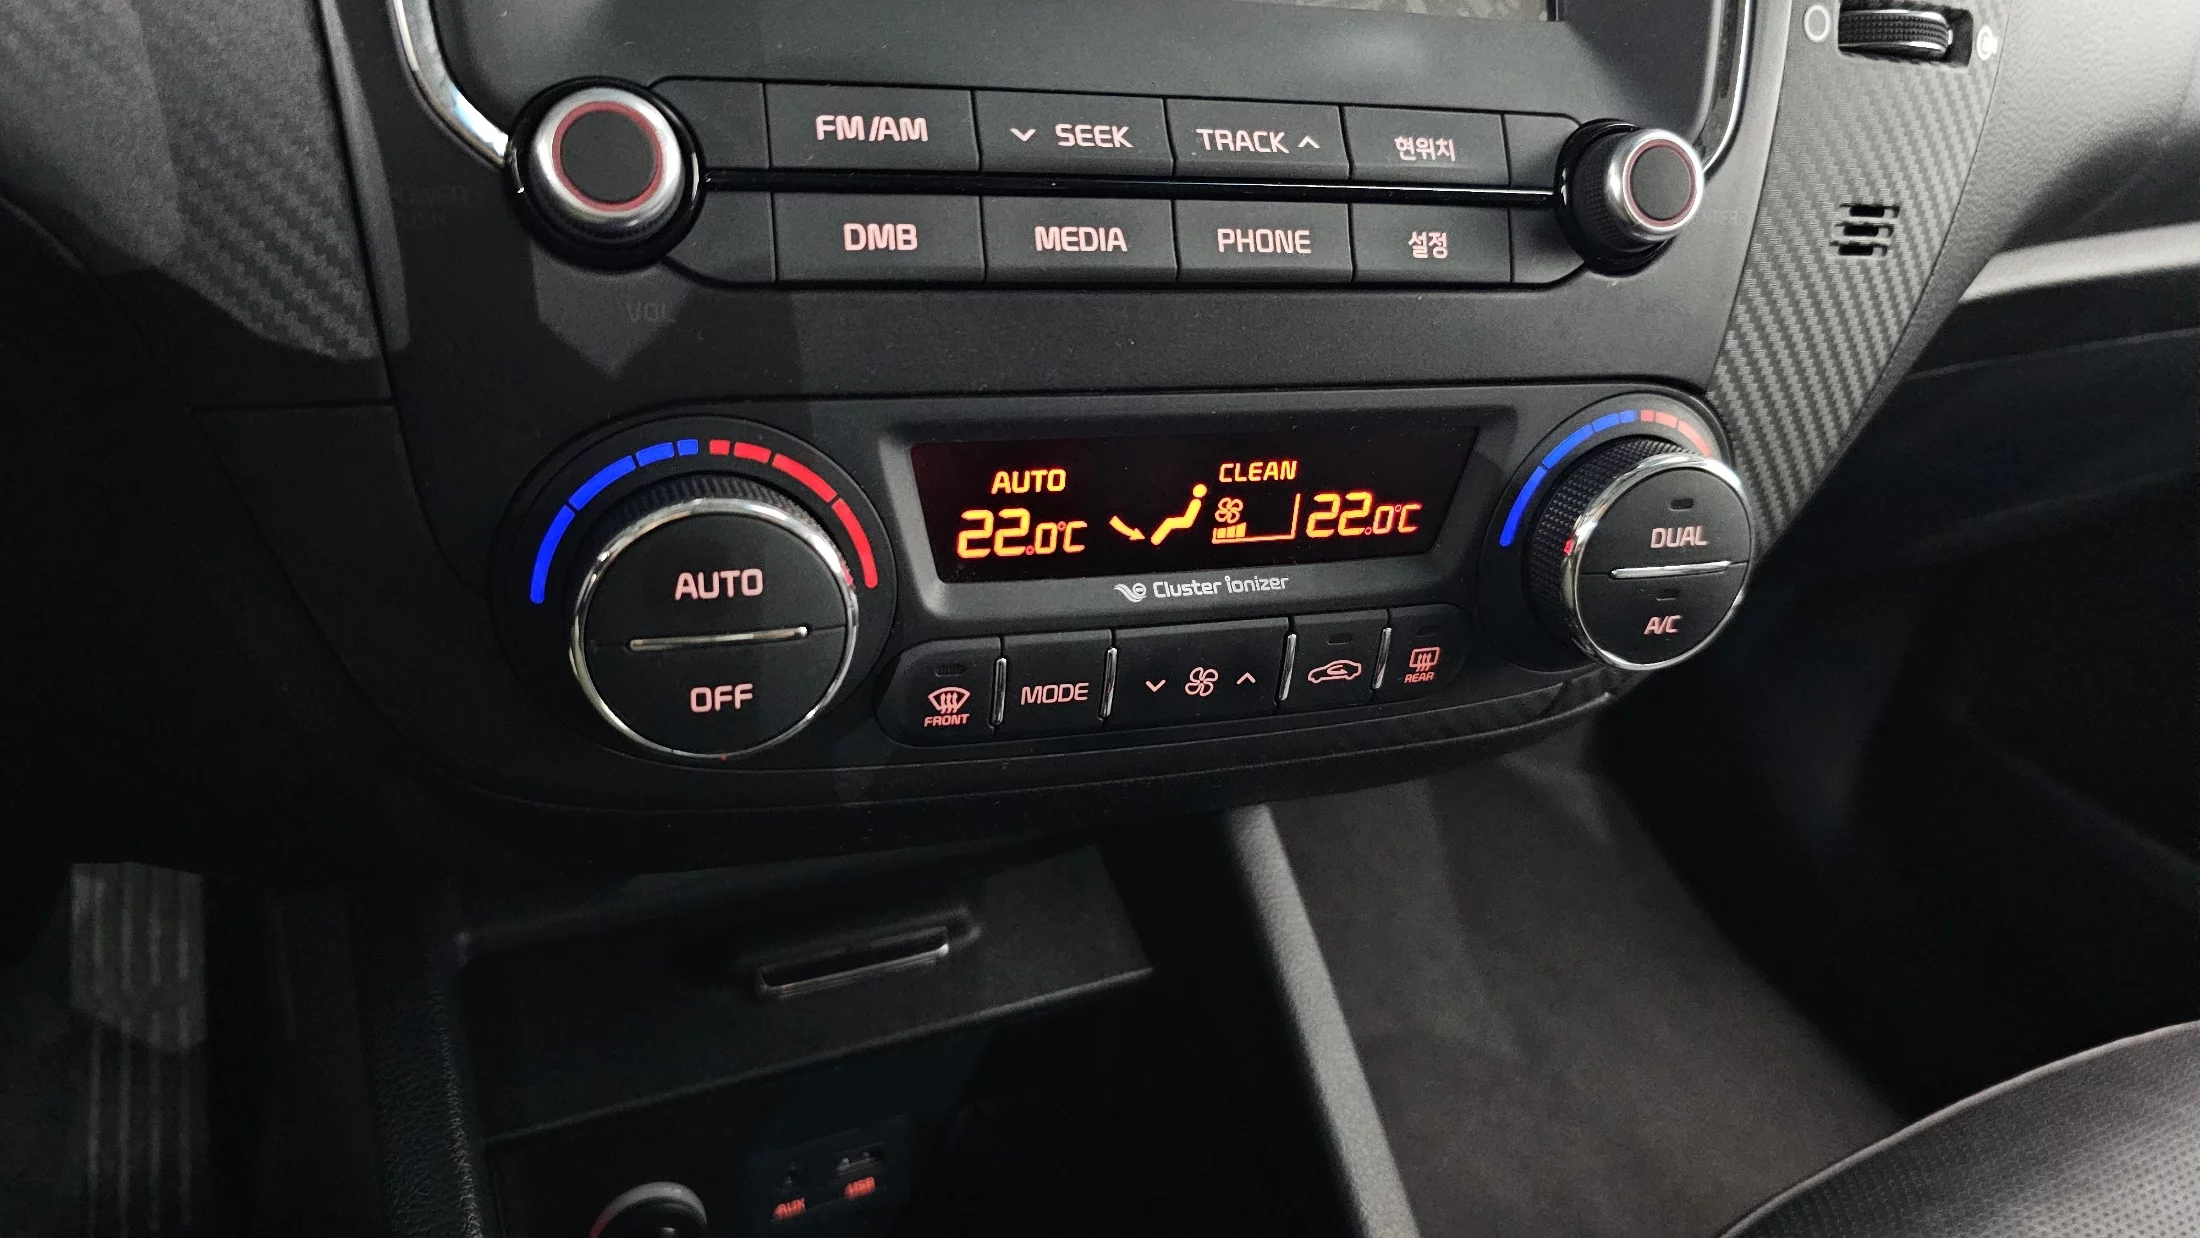 FM/AM
SEEK
TRACK
현위치
DMB
MEDIA
PHONE
설정
VOL
AUTO
CLEAN
22.0°C
22.0°C
Cluster ionizer
AUTO
OFF
DUAL
A/C
FRONT
MODE
REAR
AUX
USB